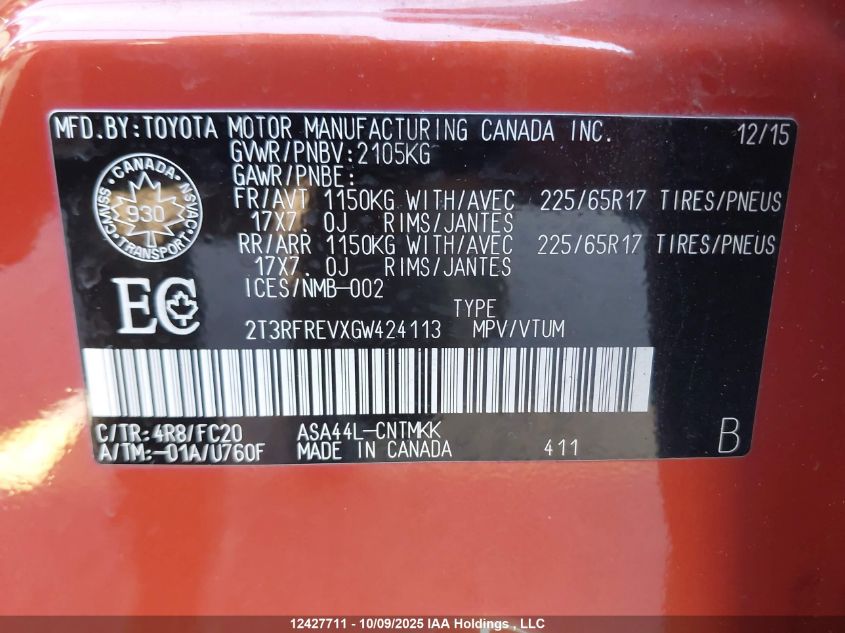 MFD.BY:TOYOTA MOTOR MANUFACTURING CANADA INC. 12/15
GVWR/PNBV:2105KG
GAWR/PNBE:
FR/AVT 1150KG WITH/AVEC 225/65R17 TIRES/PNEUS
17X7. 0J RIMS/JANTES
RR/ARR 1150KG WITH/AVEC 225/65R17 TIRES/PNEUS
17X7. 0J RIMS/JANTES
ICES/NMB-002
CANADA
CMVSS NSVAC
930
TRANSPORT
EC
TYPE
2T3RFREVXGW424113 MPV/VTUM
C/TR:4R8/FC20 ASA44L-CNTMKK
A/TM:-01A/U760F MADE IN CANADA 411 B
12427711 - 10/09/2025 IAA Holdings , LLC